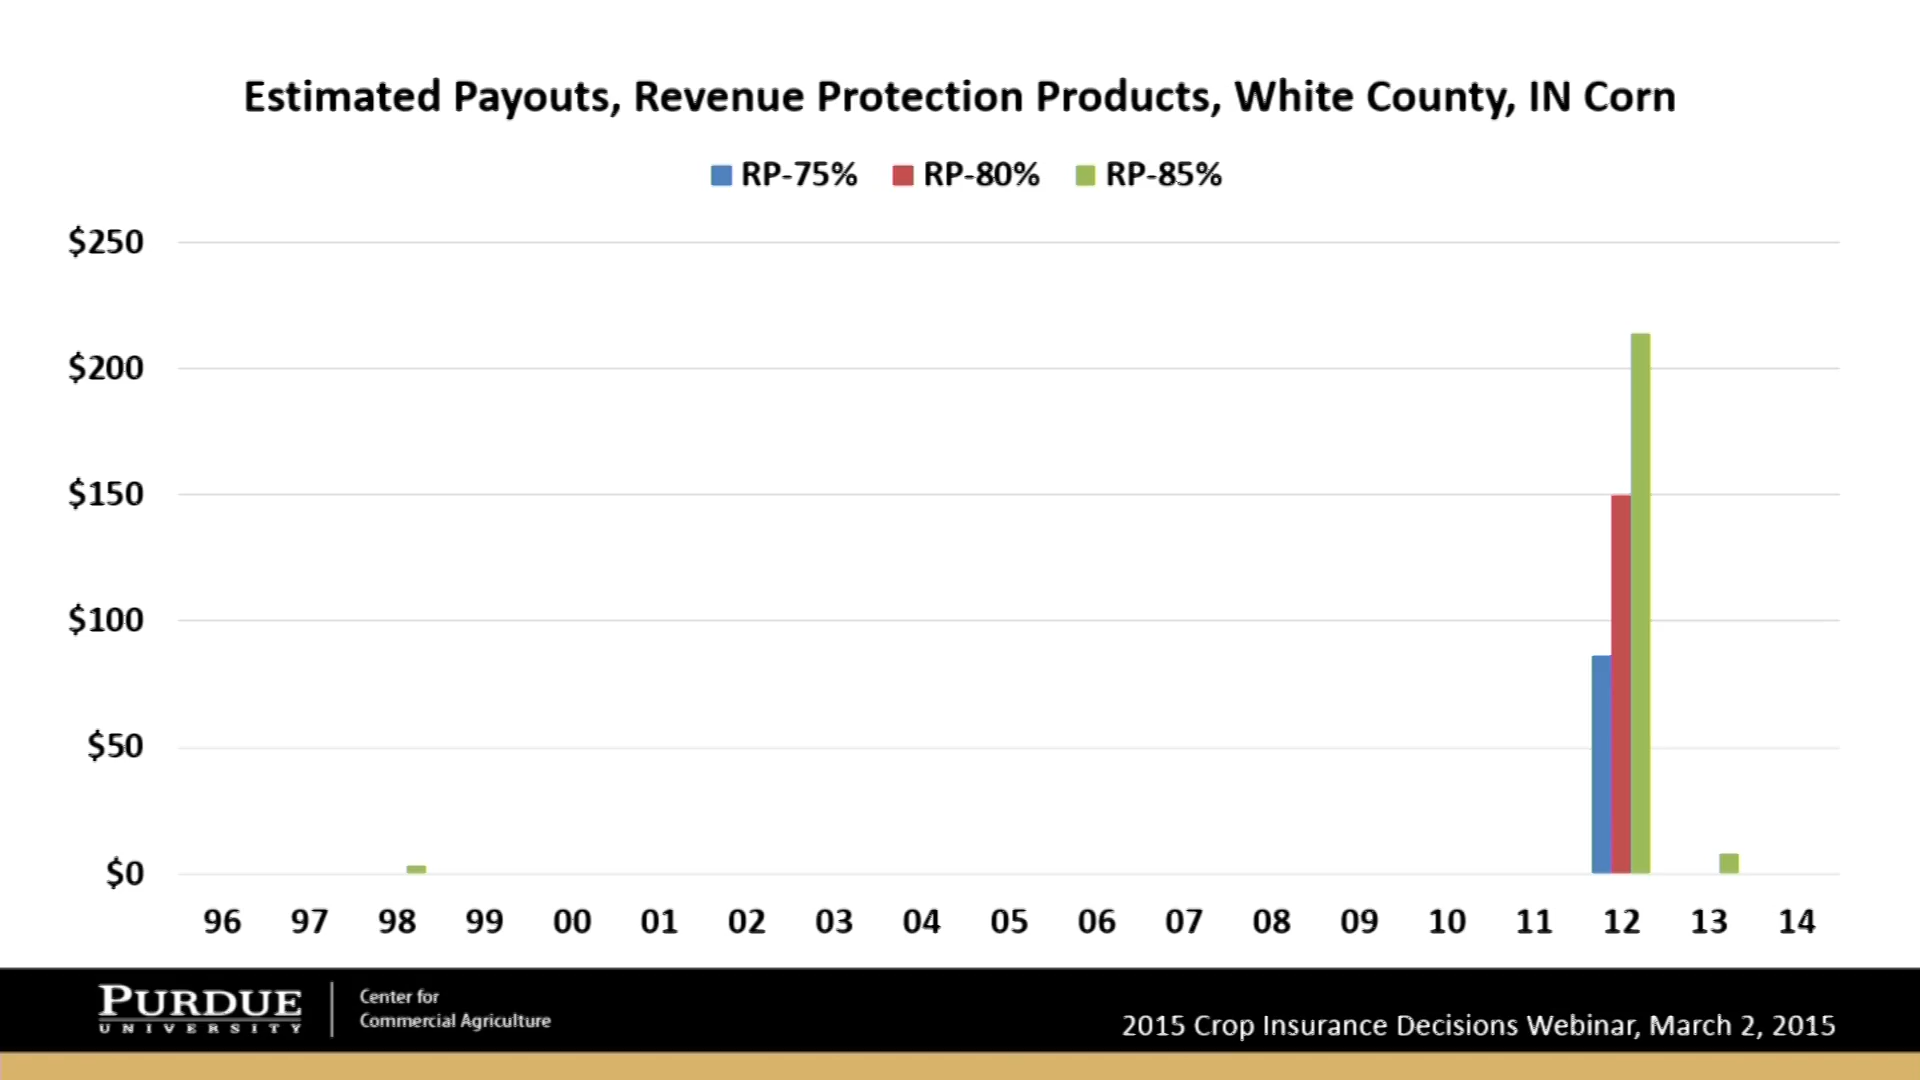 Estimated Payouts, Revenue Protection Products, White County, IN Corn
RP-75% RP-80% RP-85%
$250
$200
$150
$100
$50
$0
96 97 98 99 00 01 02 03 04 05 06 07 08 09 10 11 12 13 14
PURDUE
UNIVERSITY
Center for
Commercial Agriculture
2015 Crop Insurance Decisions Webinar, March 2, 2015